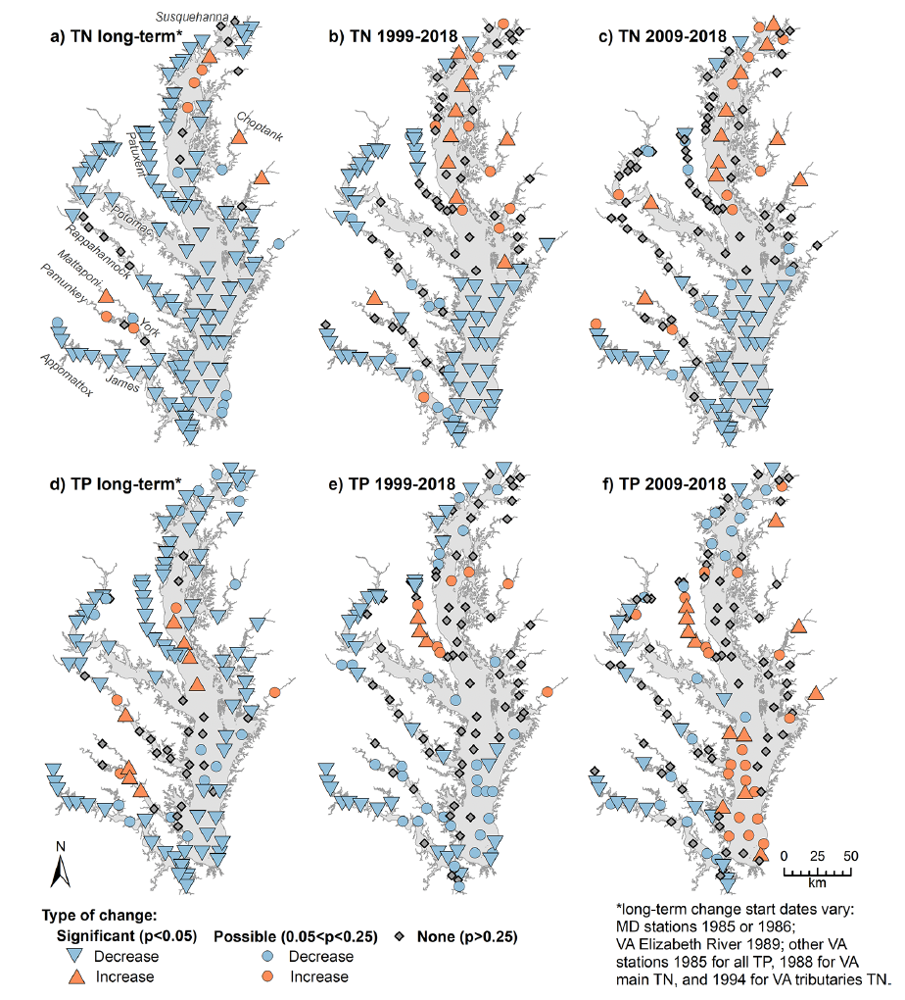 Susquehanna
a) TN long-term*
b) TN 1999-2018
c) TN 2009-2018
Choptank
Patuxent
Potomac
Rappahannock
Mattaponi
Pamunkey
York
Appomattox
James
d) TP long-term*
e) TP 1999-2018
f) TP 2009-2018
N
0 25 50
km
Type of change:
Significant (p<0.05) Possible (0.05<p<0.25) None (p>0.25)
Decrease Decrease
Increase Increase
*long-term change start dates vary:
MD stations 1985 or 1986;
VA Elizabeth River 1989; other VA
stations 1985 for all TP, 1988 for VA
main TN, and 1994 for VA tributaries TN.